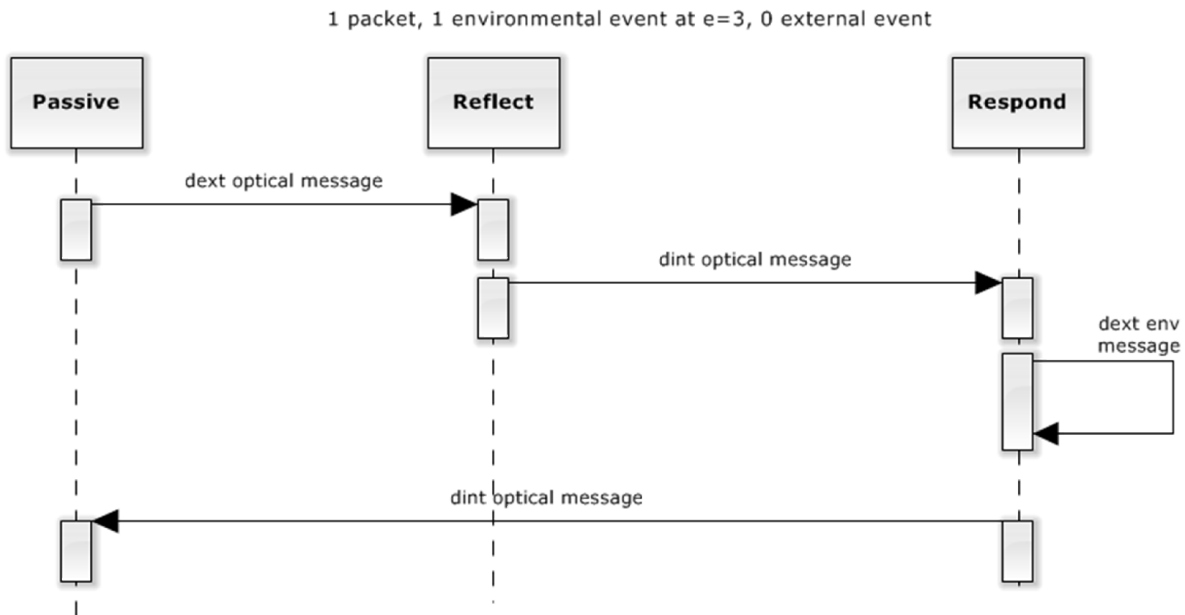 1 packet, 1 environmental event at e=3, 0 external event
Passive
Reflect
Respond
dext optical message
dint optical message
dext env
message
dint optical message